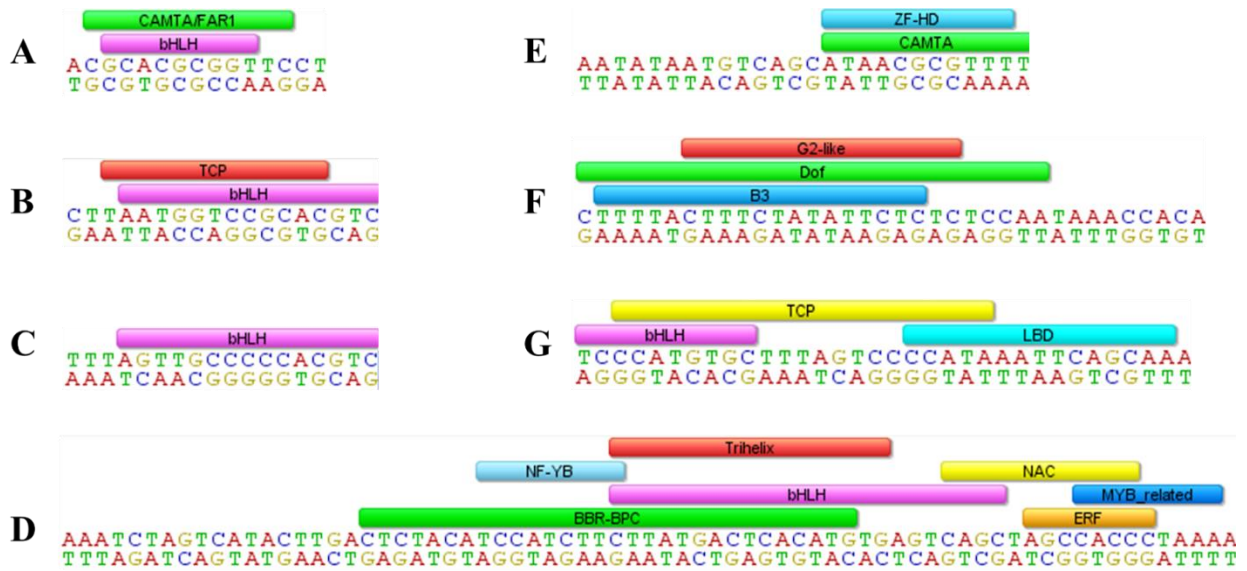 A
CAMTA/FAR1
bHLH
ACGCACGCGGTTCCT
TGCGTGCGCCAAGGA
B
TCP
bHLH
CTTAATGGTCCGCACGTC
GAATTACCAGGCGTGCAG
C
bHLH
TTTAGTTGCCCCCACGTC
AAATCAACGGGGGTGCAG
E
ZF-HD
CAMTA
AATATAATGTCAGCATAACGCGTTTT
TTATATTACAGTCGTATTGCGCAAAA
F
G2-like
Dof
B3
CTTTTACTTTCTATATTCTCTCTCCAATAAACCACA
GAAAATGAAAGATATAAGAGAGAGGTTATTTGGTGT
G
TCP
bHLH LBD
TCCCATGTGCTTTAGTCCCCATAAATTCAGCAAA
AGGGTACACGAAATCAGGGGTATTTAAGTCGTTT
D
Trihelix
NF-YB NAC
bHLH MYB_related
BBR-BPC ERF
AAATCTAGTCATACTTGACTCTACATCCATCTTCTTATGACTCACATGTGAGTCAGCTAGCCACCCTAAAA
TTTAGATCAGTATGAACTGAGATGTAGGTAGAAGAATACTGAGTGTACACTCAGTCGATCGGTGGGATTTT